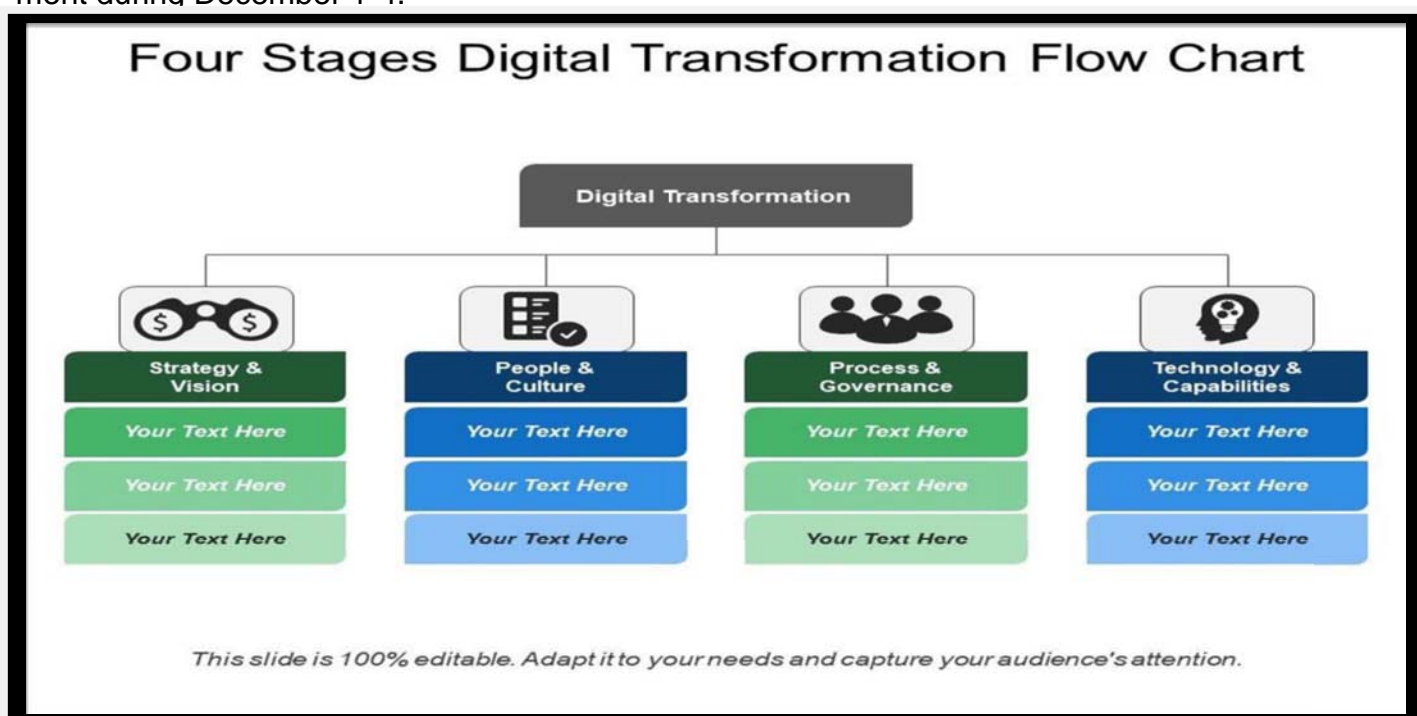 Four Stages Digital Transformation Flow Chart
Digital Transformation
Strategy &
Vision
Your Text Here
Your Text Here
Your Text Here
People &
Culture
Your Text Here
Your Text Here
Your Text Here
Process &
Governance
Your Text Here
Your Text Here
Your Text Here
Technology &
Capabilities
Your Text Here
Your Text Here
Your Text Here
This slide is 100% editable. Adapt it to your needs and capture your audience's attention.